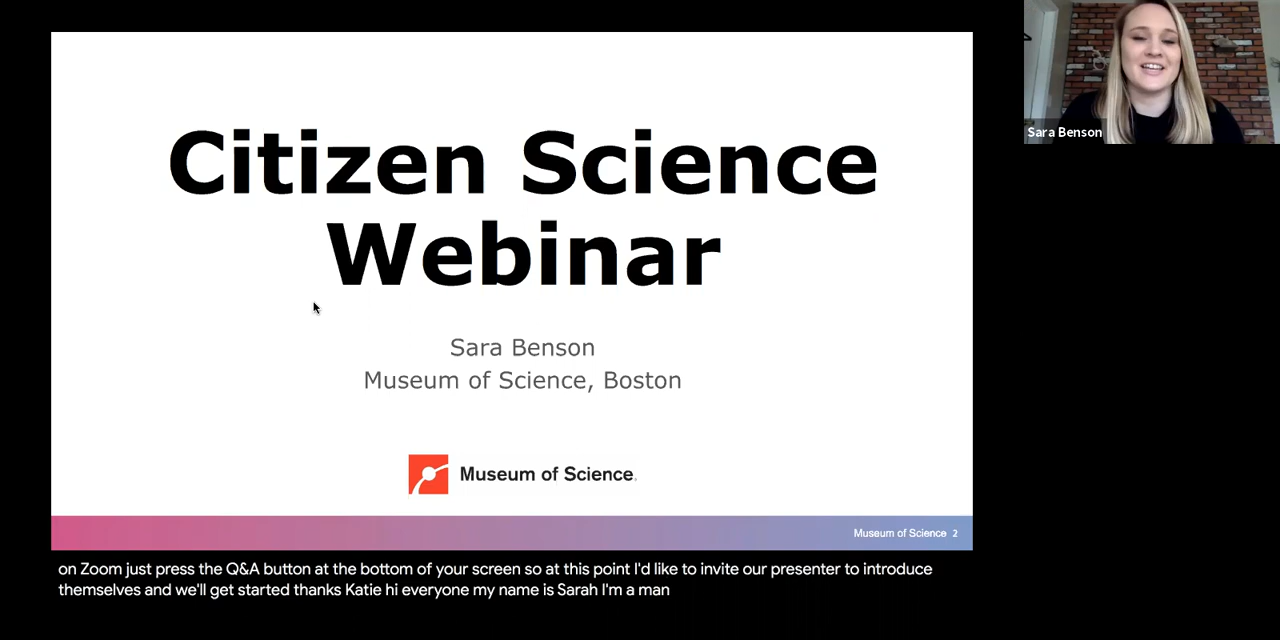 Citizen Science
Webinar
Sara Benson
Museum of Science, Boston
Museum of Science
Museum of Science 2
Sara Benson
on Zoom just press the Q&A button at the bottom of your screen so at this point I'd like to invite our presenter to introduce
themselves and we'll get started thanks Katie hi everyone my name is Sarah I'm a man